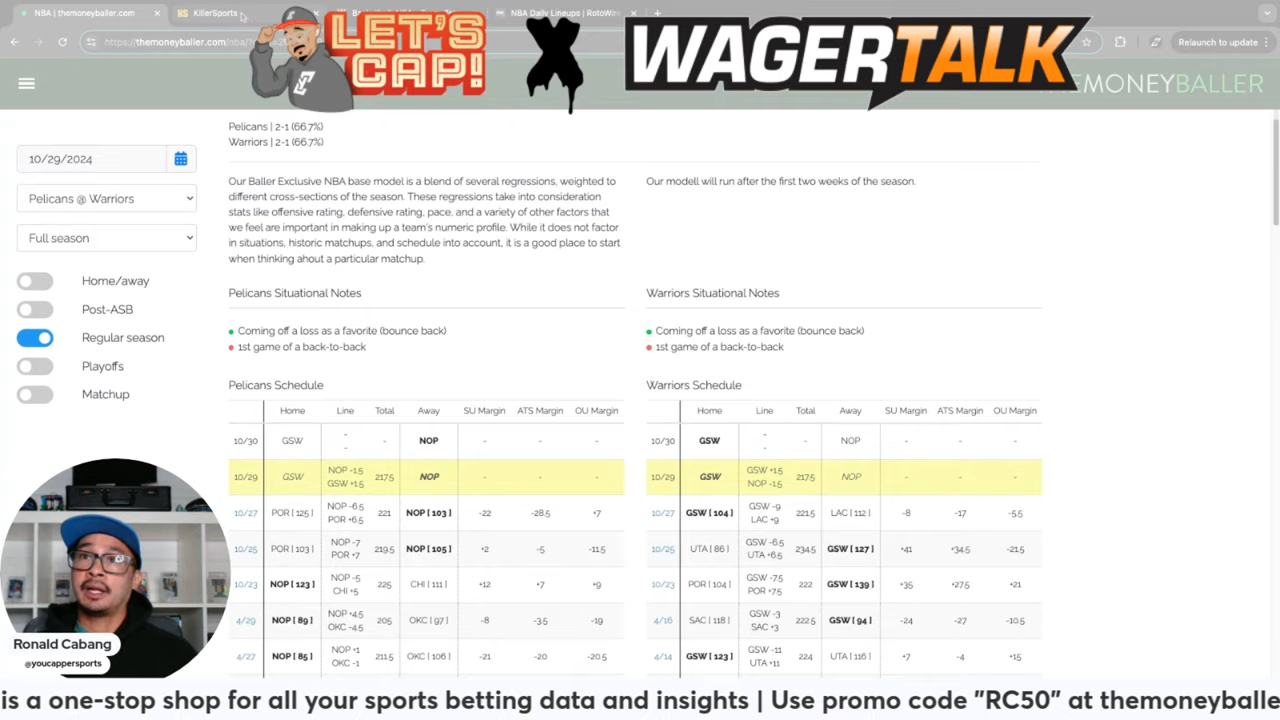 NBA | themoneyballer.com
KillerSports
NBA Daily Lineups | RotoWire
https://themoneyballer.com/nba/
Relaunch to update
LET'S
CAP!
X
WAGERTALK
MONEYBALLER
10/29/2024
Pelicans @ Warriors
Full season
Home/away
Post-ASB
Regular season
Playoffs
Matchup
Pelicans | 2-1 (66.7%)
Warriors | 2-1 (66.7%)
Our Baller Exclusive NBA base model is a blend of several regressions, weighted to
different cross-sections of the season. These regressions take into consideration
stats like offensive rating, defensive rating, pace, and a variety of other factors that
we feel are important in making up a team's numeric profile. While it does not factor
in situations, historic matchups, and schedule into account, it is a good place to start
when thinking about a particular matchup.
Our modell will run after the first two weeks of the season.
Pelicans Situational Notes
Coming off a loss as a favorite (bounce back)
1st game of a back-to-back
Warriors Situational Notes
Coming off a loss as a favorite (bounce back)
1st game of a back-to-back
Pelicans Schedule
Home Line Total Away SU Margin ATS Margin OU Margin
10/30 GSW - - - NOP - - -
10/29 GSW NOP -1.5 217.5 NOP - - -
GSW +1.5
10/27 POR [ 125 ] NOP -6.5 221 NOP [ 103 ] -22 -28.5 +7
POR +6.5
10/25 POR [ 103 ] NOP -7 219.5 NOP [ 105 ] +2 -5 -11.5
POR +7
10/23 NOP [ 123 ] NOP -5 225 CHI [ 111 ] +12 +7 +9
CHI +5
4/29 NOP [ 89 ] NOP +4.5 205 OKC [ 97 ] -8 -3.5 -19
OKC -4.5
4/27 NOP [ 85 ] NOP +1 211.5 OKC [ 106 ] -21 -20 -20.5
OKC -1
Warriors Schedule
Home Line Total Away SU Margin ATS Margin OU Margin
10/30 GSW - - - NOP - - -
10/29 GSW GSW +1.5 217.5 NOP - - -
NOP -1.5
10/27 GSW [ 104 ] GSW -9 221.5 LAC [ 112 ] -8 -17 -5.5
LAC +9
10/25 UTA [ 86 ] GSW -6.5 234.5 GSW [ 127 ] +41 +34.5 -21.5
UTA +6.5
10/23 POR [ 104 ] GSW -7.5 222 GSW [ 139 ] +35 +27.5 +21
POR +7.5
4/16 SAC [ 118 ] GSW -3 222.5 GSW [ 94 ] -24 -27 -10.5
SAC +3
4/14 GSW [ 123 ] GSW -11 224 UTA [ 116 ] +7 -4 +15
UTA +11
Ronald Cabang
@youcappersports
is a one-stop shop for all your sports betting data and insights | Use promo code "RC50" at themoneyballe